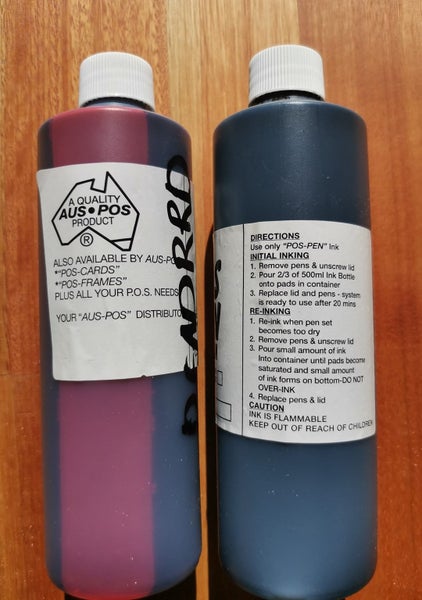 A QUALITY
AUS•POS
PRODUCT
®
ALSO AVAILABLE BY AUS-PO
*"POS-CARDS"
*"POS-FRAMES"
PLUS ALL YOUR P.O.S. NEEDS
YOUR "AUS-POS" DISTRIBUTO
DIRECTIONS
Use only "POS-PEN" Ink
INITIAL INKING
1. Remove pens & unscrew lid
2. Pour 2/3 of 500ml Ink Bottle
onto pads in container
3. Replace lid and pens - system
is ready to use after 20 mins
RE-INKING
1. Re-ink when pen set
becomes too dry
2. Remove pens & unscrew lid
3. Pour small amount of ink
Into container until pads become
saturated and small amount
of ink forms on bottom-DO NOT
OVER-INK
4. Replace pens & lid
CAUTION
INK IS FLAMMABLE
KEEP OUT OF REACH OF CHILDREN